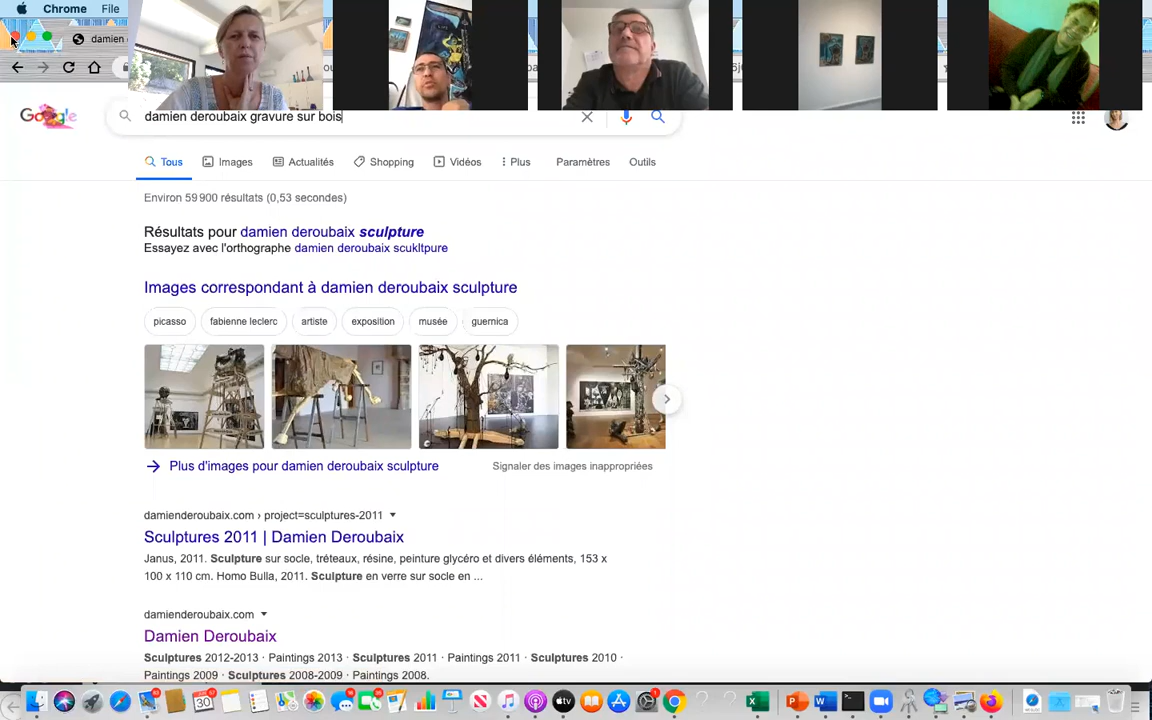 Chrome File
damien
Google
damien deroubaix gravure sur bois
Tous Images Actualités Shopping Vidéos Plus Paramètres Outils
Environ 59 900 résultats (0,53 secondes)
Résultats pour damien deroubaix sculpture
Essayez avec l'orthographe damien deroubaix scukltpure
Images correspondant à damien deroubaix sculpture
picasso fabienne leclerc artiste exposition musée guernica
Plus d'images pour damien deroubaix sculpture Signaler des images inappropriées
damienderoubaix.com › project=sculptures-2011
Sculptures 2011 | Damien Deroubaix
Janus, 2011. Sculpture sur socle, tréteaux, résine, peinture glycéro et divers éléments, 153 x
100 x 110 cm. Homo Bulla, 2011. Sculpture en verre sur socle en ...
damienderoubaix.com
Damien Deroubaix
Sculptures 2012-2013 · Paintings 2013 · Sculptures 2011 · Paintings 2011 · Sculptures 2010 ·
Paintings 2009 · Sculptures 2008-2009 · Paintings 2008.
30